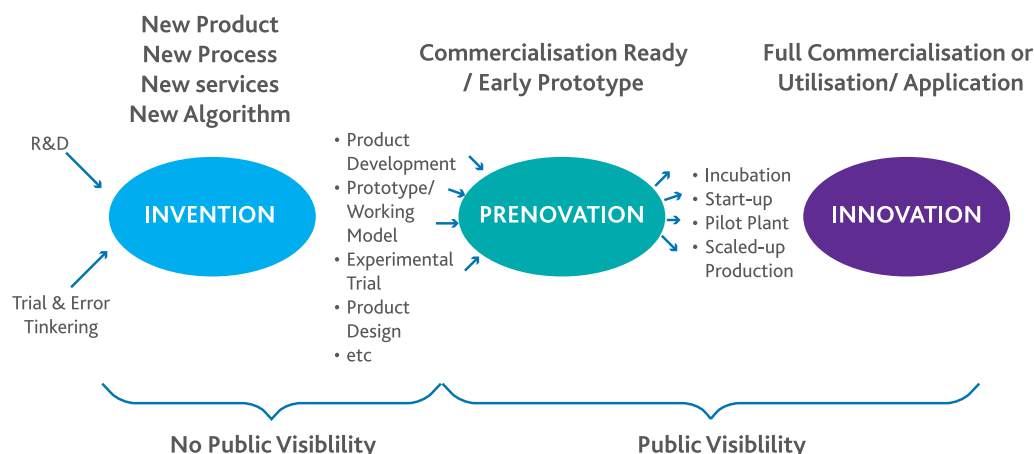 New Product
New Process
New services
New Algorithm
Commercialisation Ready
/ Early Prototype
Full Commercialisation or
Utilisation/ Application
R&D
Trial & Error
Tinkering
INVENTION
• Product
Development
• Prototype/
Working
Model
• Experimental
Trial
• Product
Design
• etc
PRENOVATION
• Incubation
• Start-up
• Pilot Plant
• Scaled-up
Production
INNOVATION
No Public Visiblility
Public Visiblility